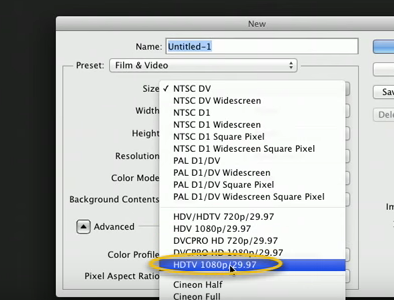 New
Name: Untitled-1
Preset: Film & Video
Size ✓ NTSC DV
NTSC DV Widescreen
Width
NTSC D1
NTSC D1 Widescreen
Height
NTSC D1 Square Pixel
NTSC D1 Widescreen Square Pixel
Resolution
PAL D1/DV
PAL D1/DV Widescreen
Color Mode
PAL D1/DV Square Pixel
PAL D1/DV Widescreen Square Pixel
Background Contents
HDV/HDTV 720p/29.97
Advanced
HDV 1080p/29.97
DVCPRO HD 720p/29.97
Color Profile
DVCPRO HD 1080p/29.97
HDTV 1080p/29.97
Pixel Aspect Ratio
Cineon Half
Cineon Full